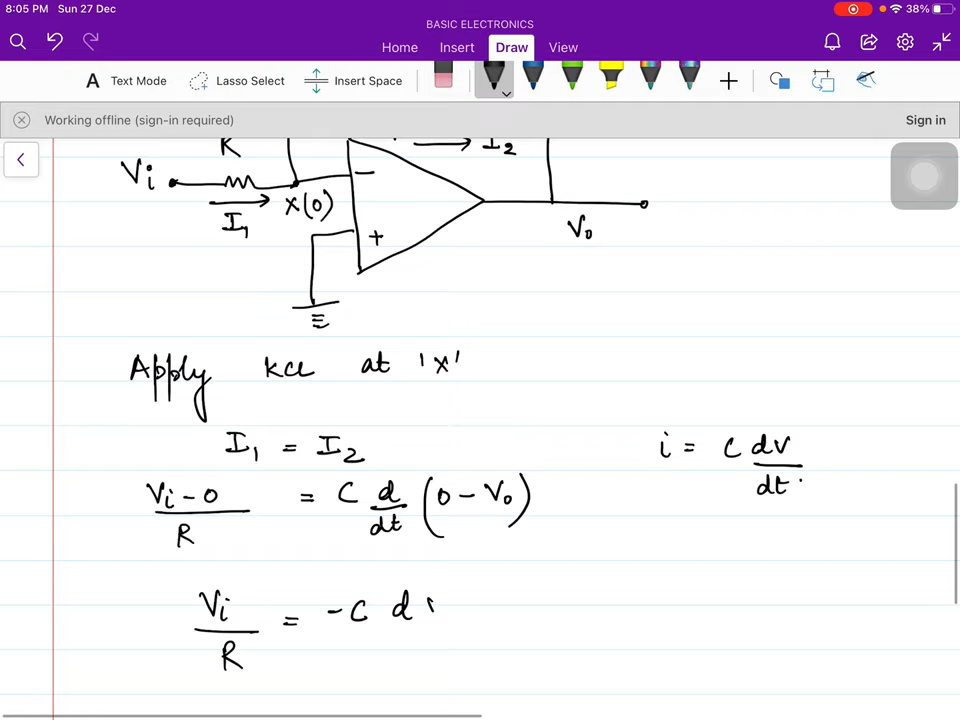 8:05 PM Sun 27 Dec
38%
BASIC ELECTRONICS
Home Insert Draw View
Text Mode Lasso Select Insert Space
Working offline (sign-in required) Sign in
R I2
Vi
X(0)
I1
−
+
Vo
Apply KCL at 'X'
I1 = I2
i = C dv/dt
Vi − 0/R = C d/dt (0 − Vo)
Vi/R = −C d